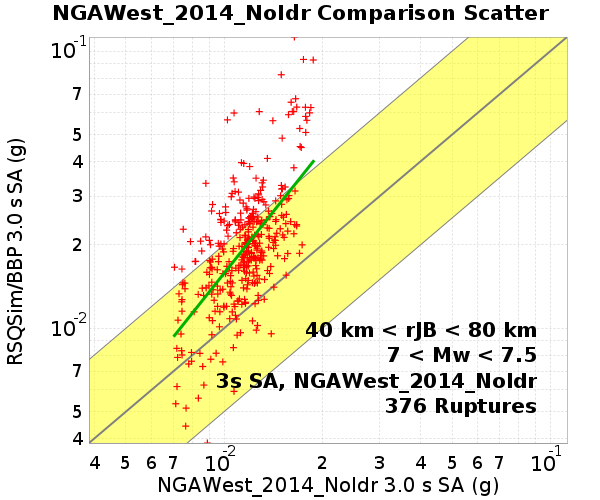 NGAWest_2014_NoIdr Comparison Scatter
RSQSim/BBP 3.0 s SA (g)
10-1
7
5
4
3
2
10-2
7
5
4
40 km < rJB < 80 km
7 < Mw < 7.5
3s SA, NGAWest_2014_NoIdr
376 Ruptures
4 5 6 7 10-2 2 3 4 5 6 7 10-1
NGAWest_2014_NoIdr 3.0 s SA (g)